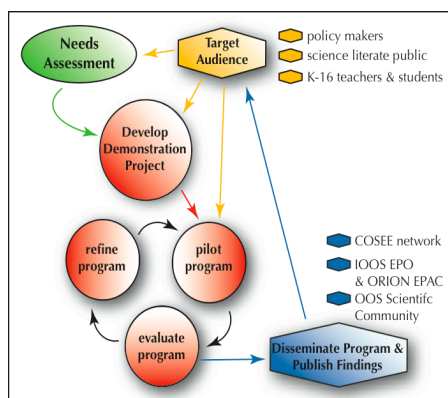 Needs
Assessment
Target
Audience
policy makers
science literate public
K-16 teachers & students
Develop
Demonstration
Project
refine
program
pilot
program
evaluate
program
COSEE network
IOOS EPO
& ORION EPAC
OOS Scientifc
Community
Disseminate Program &
Publish Findings